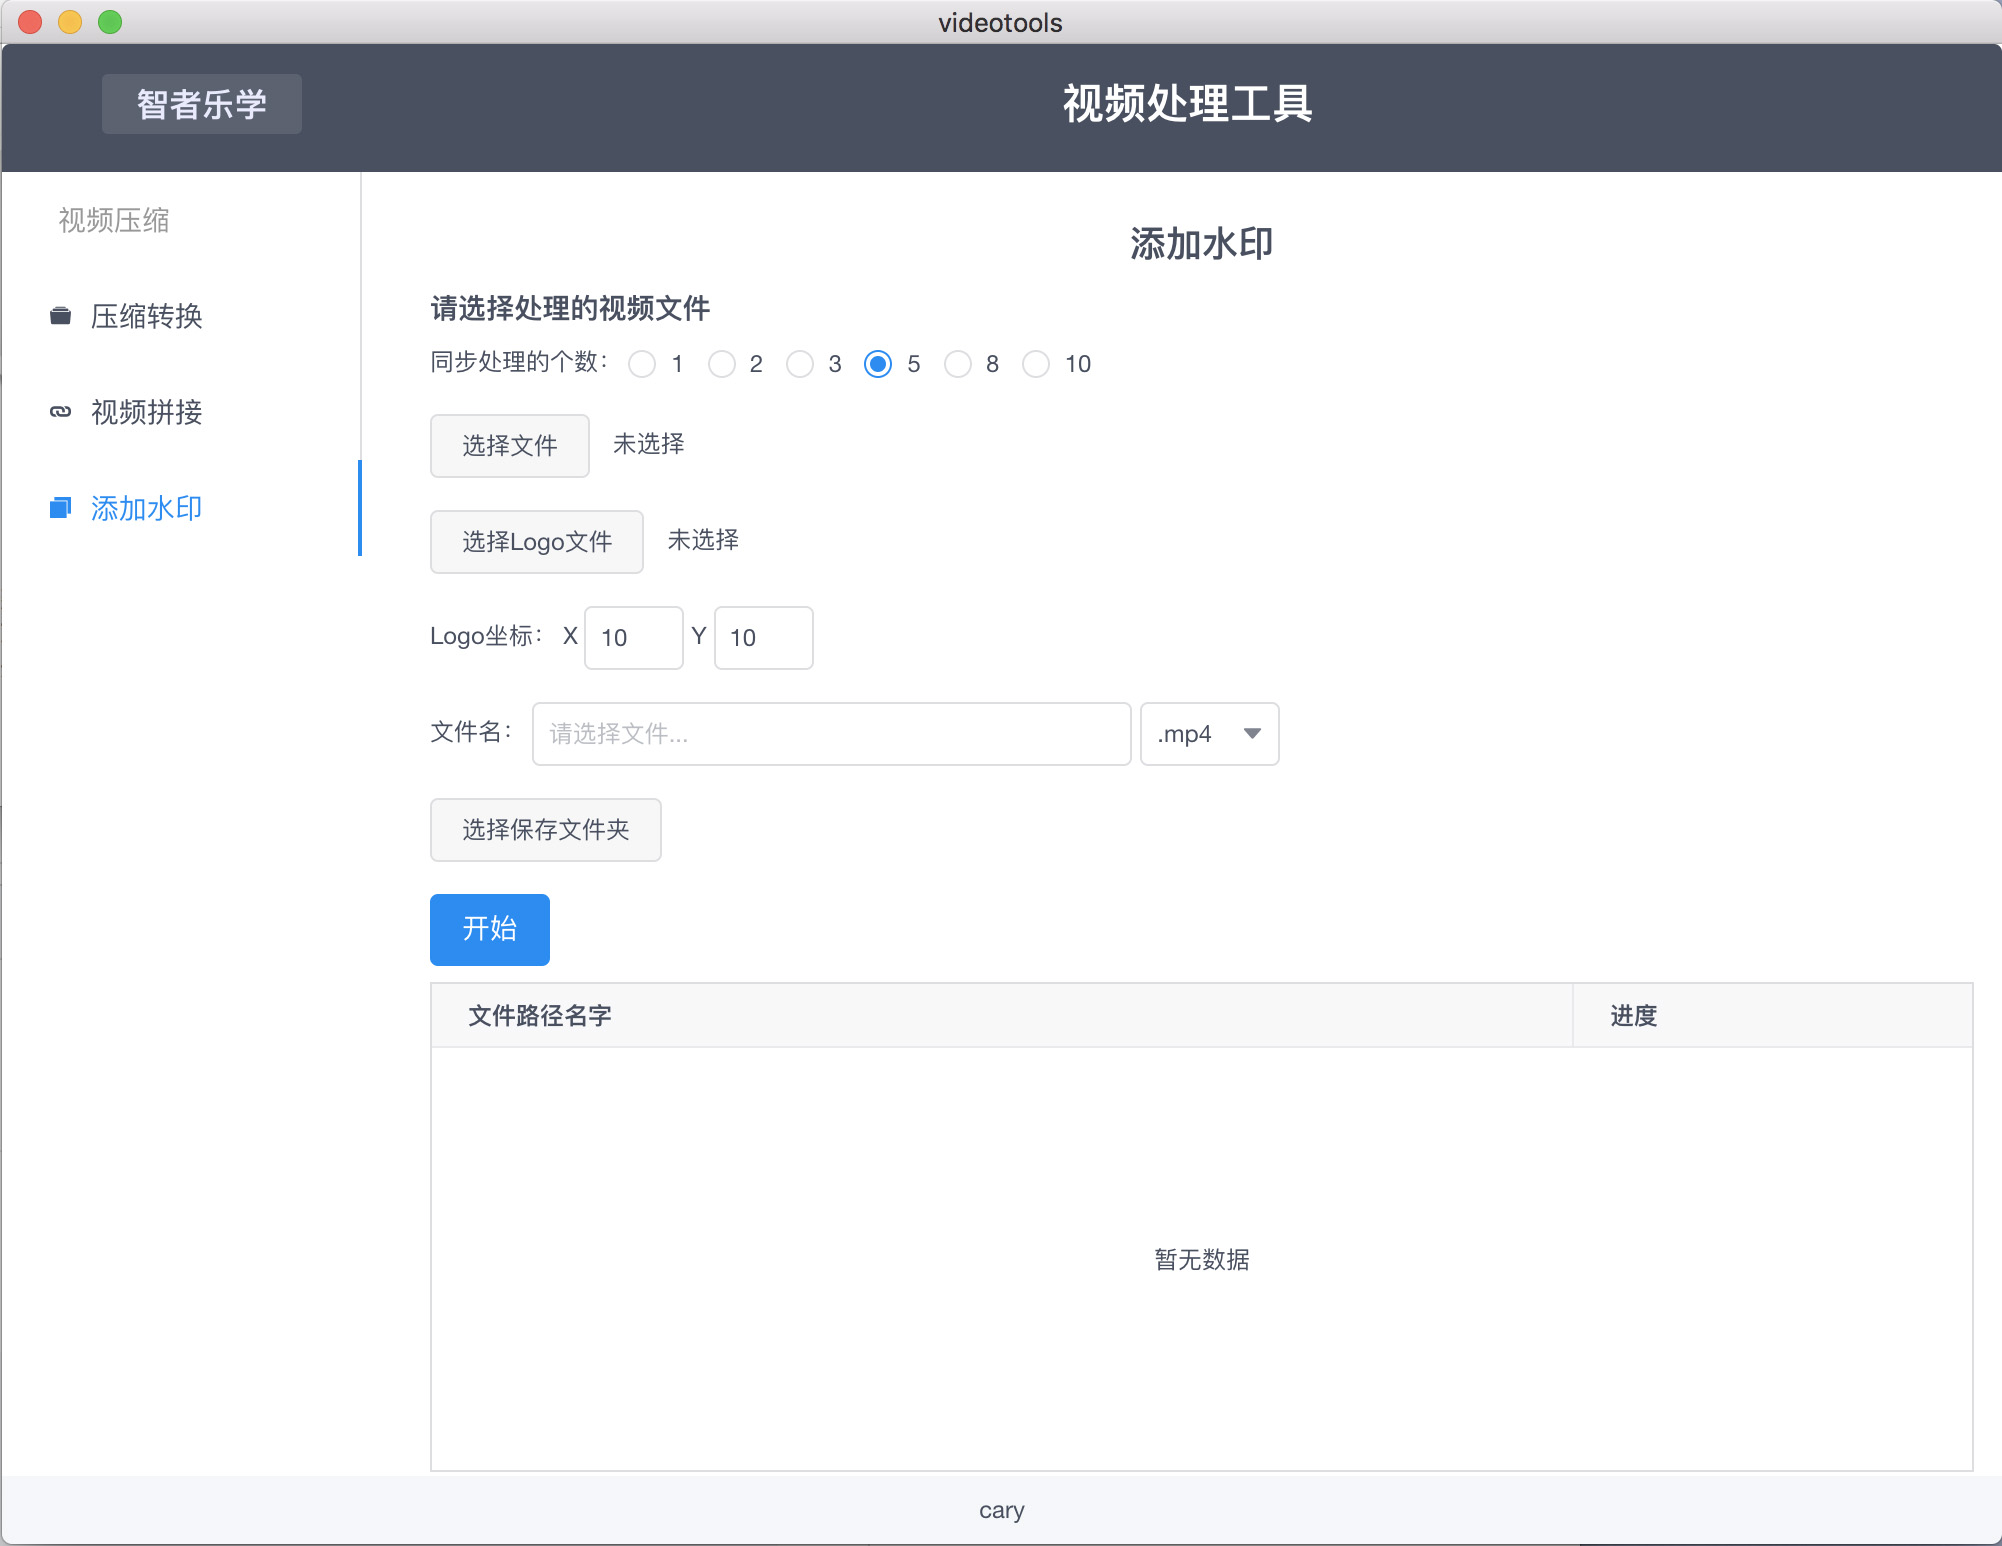 videotools
智者乐学
视频处理工具
视频压缩
压缩转换
视频拼接
添加水印
添加水印
请选择处理的视频文件
同步处理的个数: 1 2 3 5 8 10
选择文件 未选择
选择Logo文件 未选择
Logo坐标: X 10 Y 10
文件名: 请选择文件... .mp4
选择保存文件夹
开始
文件路径名字 进度
暂无数据
cary